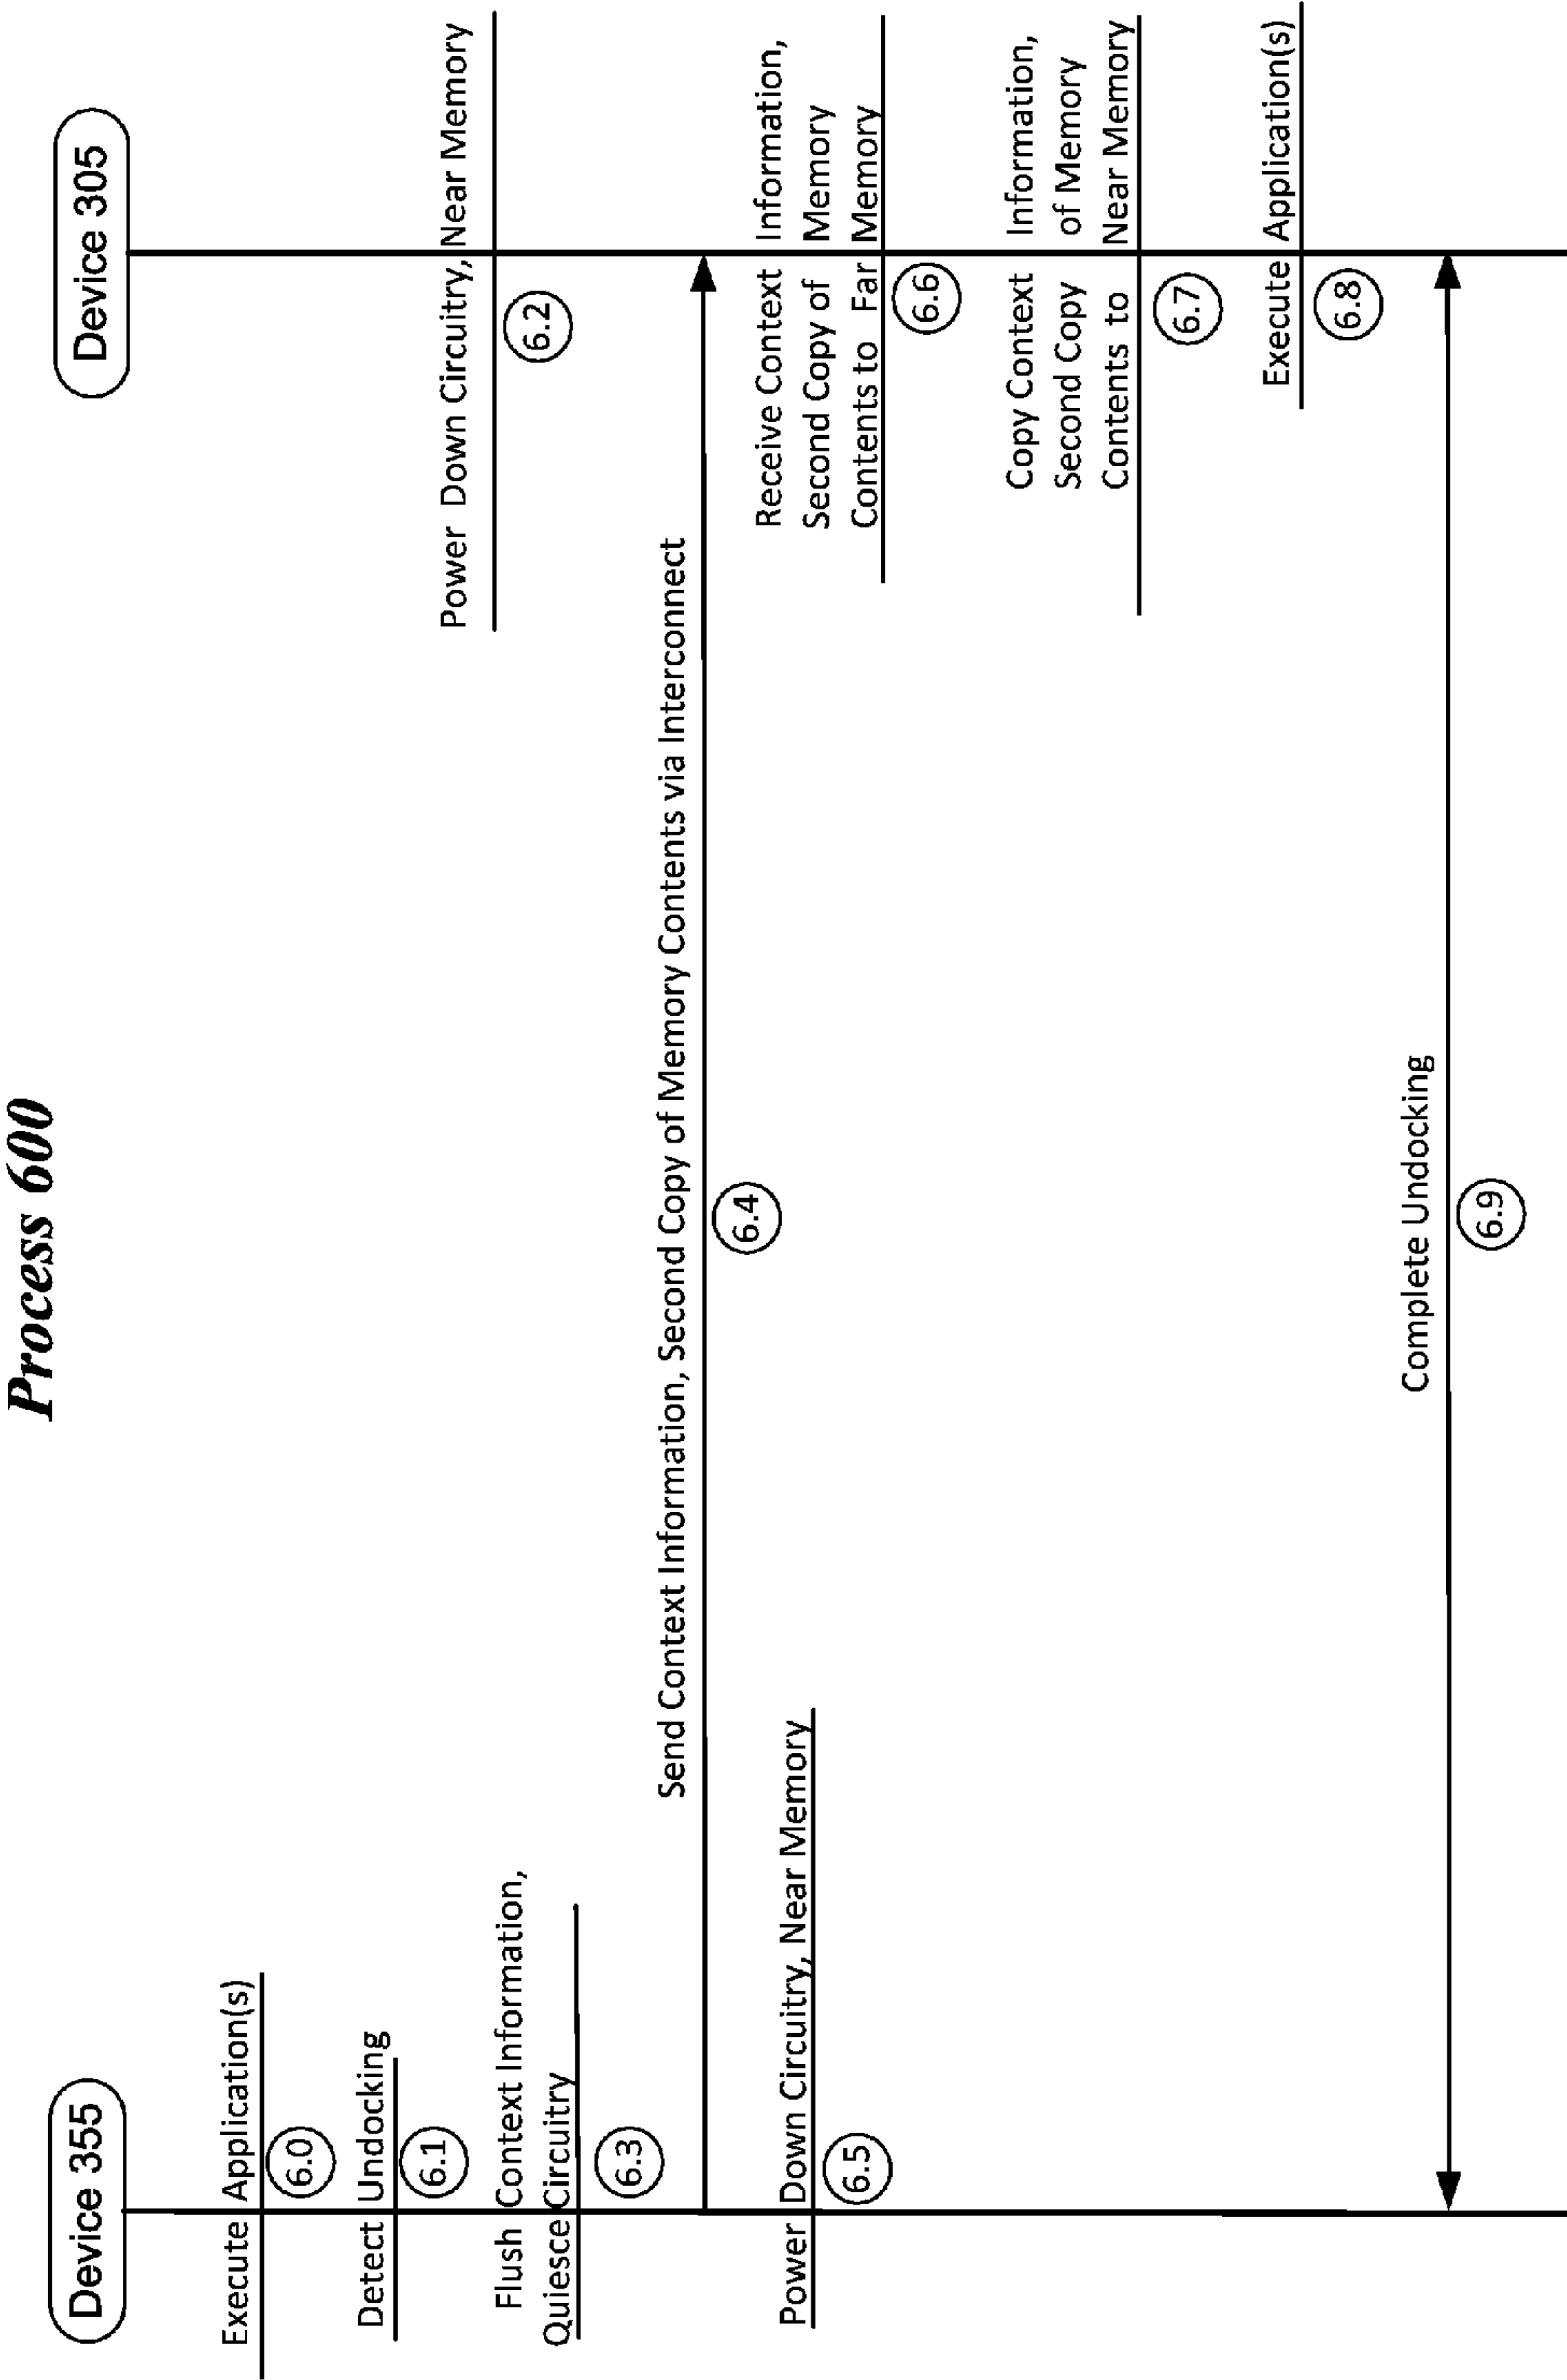 Process 600
Device 355
Device 305
Execute Application(s)
6.0
Detect Undocking
6.1
Power Down Circuitry, Near Memory
6.2
Flush Context Information,
Quiesce Circuitry
6.3
Send Context Information, Second Copy of Memory Contents via Interconnect
6.4
Power Down Circuitry, Near Memory
6.5
Receive Context Information,
Second Copy of Memory
Contents to Far Memory
6.6
Copy Context Information,
Second Copy of Memory
Contents to Near Memory
6.7
Execute Application(s)
6.8
Complete Undocking
6.9